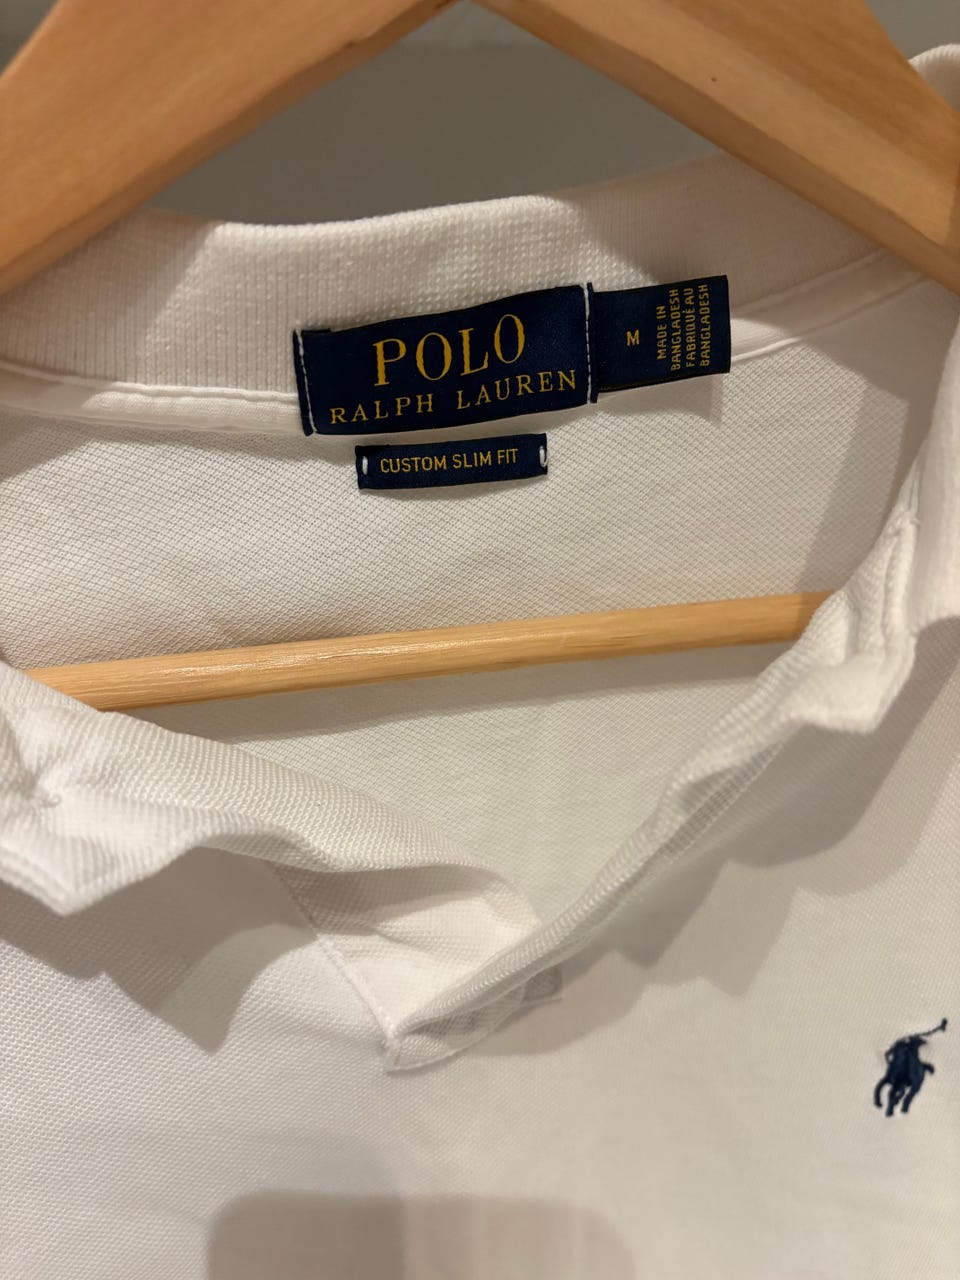 POLO
RALPH LAUREN
M
MADE IN
BANGLADESH
FABRIQUÉ AU
BANGLADESH
CUSTOM SLIM FIT